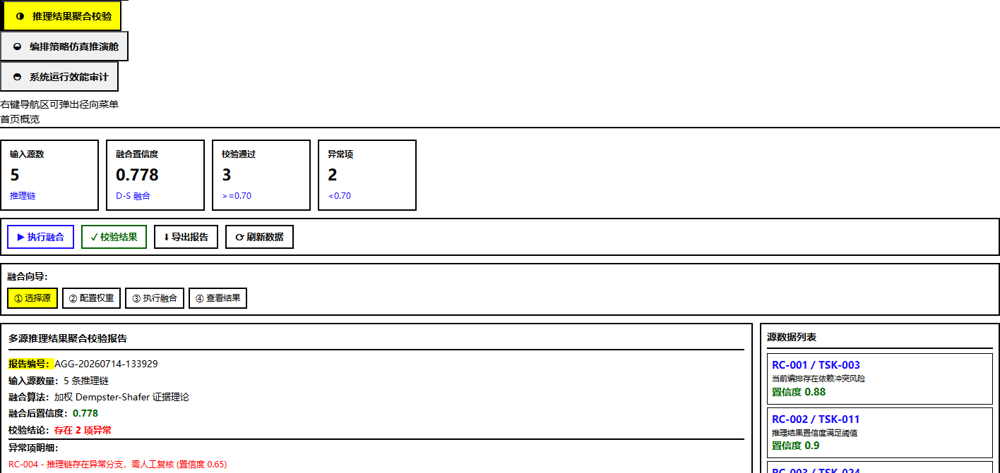 ◑ 推理结果聚合校验
◒ 编排策略仿真推演舱
◓ 系统运行效能审计
右键导航区可弹出径向菜单
首页概览
输入源数
5
推理链
融合置信度
0.778
D-S 融合
校验通过
3
>=0.70
异常项
2
<0.70
▶ 执行融合 ✓ 校验结果 ⬇ 导出报告 ⟳ 刷新数据
融合向导：
① 选择源 ② 配置权重 ③ 执行融合 ④ 查看结果
多源推理结果聚合校验报告
报告编号：AGG-20260714-133929
输入源数量：5 条推理链
融合算法：加权 Dempster-Shafer 证据理论
融合后置信度：0.778
校验结论：存在 2 项异常
异常项明细：
RC-004 - 推理链存在异常分支，需人工复核 (置信度 0.65)
源数据列表
RC-001 / TSK-003
当前编排存在依赖冲突风险
置信度 0.88
RC-002 / TSK-011
推理结果置信度满足阈值
置信度 0.9
RC-003 / TSK-024